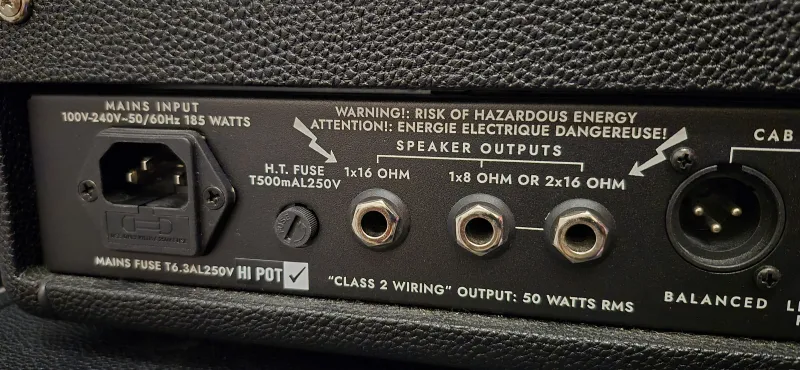 MAINS INPUT
100V-240V~50/60Hz 185 WATTS
WARNING!: RISK OF HAZARDOUS ENERGY
ATTENTION!: ENERGIE ELECTRIQUE DANGEREUSE!
SPEAKER OUTPUTS
H.T. FUSE
T500mAL250V
1x16 OHM
1x8 OHM OR 2x16 OHM
CAB
MAINS FUSE T6.3AL250V HI POT
"CLASS 2 WIRING" OUTPUT: 50 WATTS RMS
BALANCED